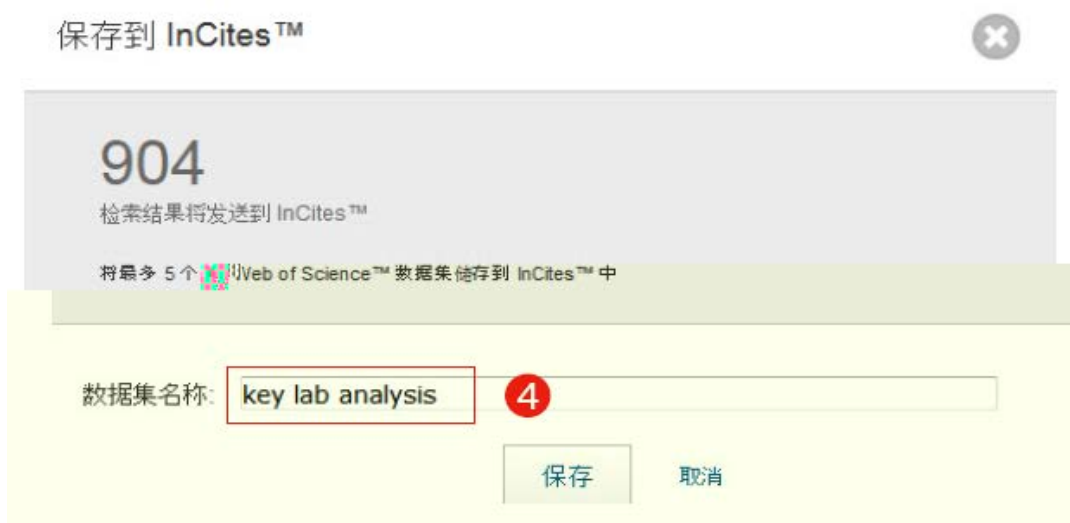 保存到 InCites™
904
检索结果将发送到 InCites™
将最多 5个 Web of Science™ 数据集储存到 InCites™ 中
数据集名称: key lab analysis 4
保存 取消